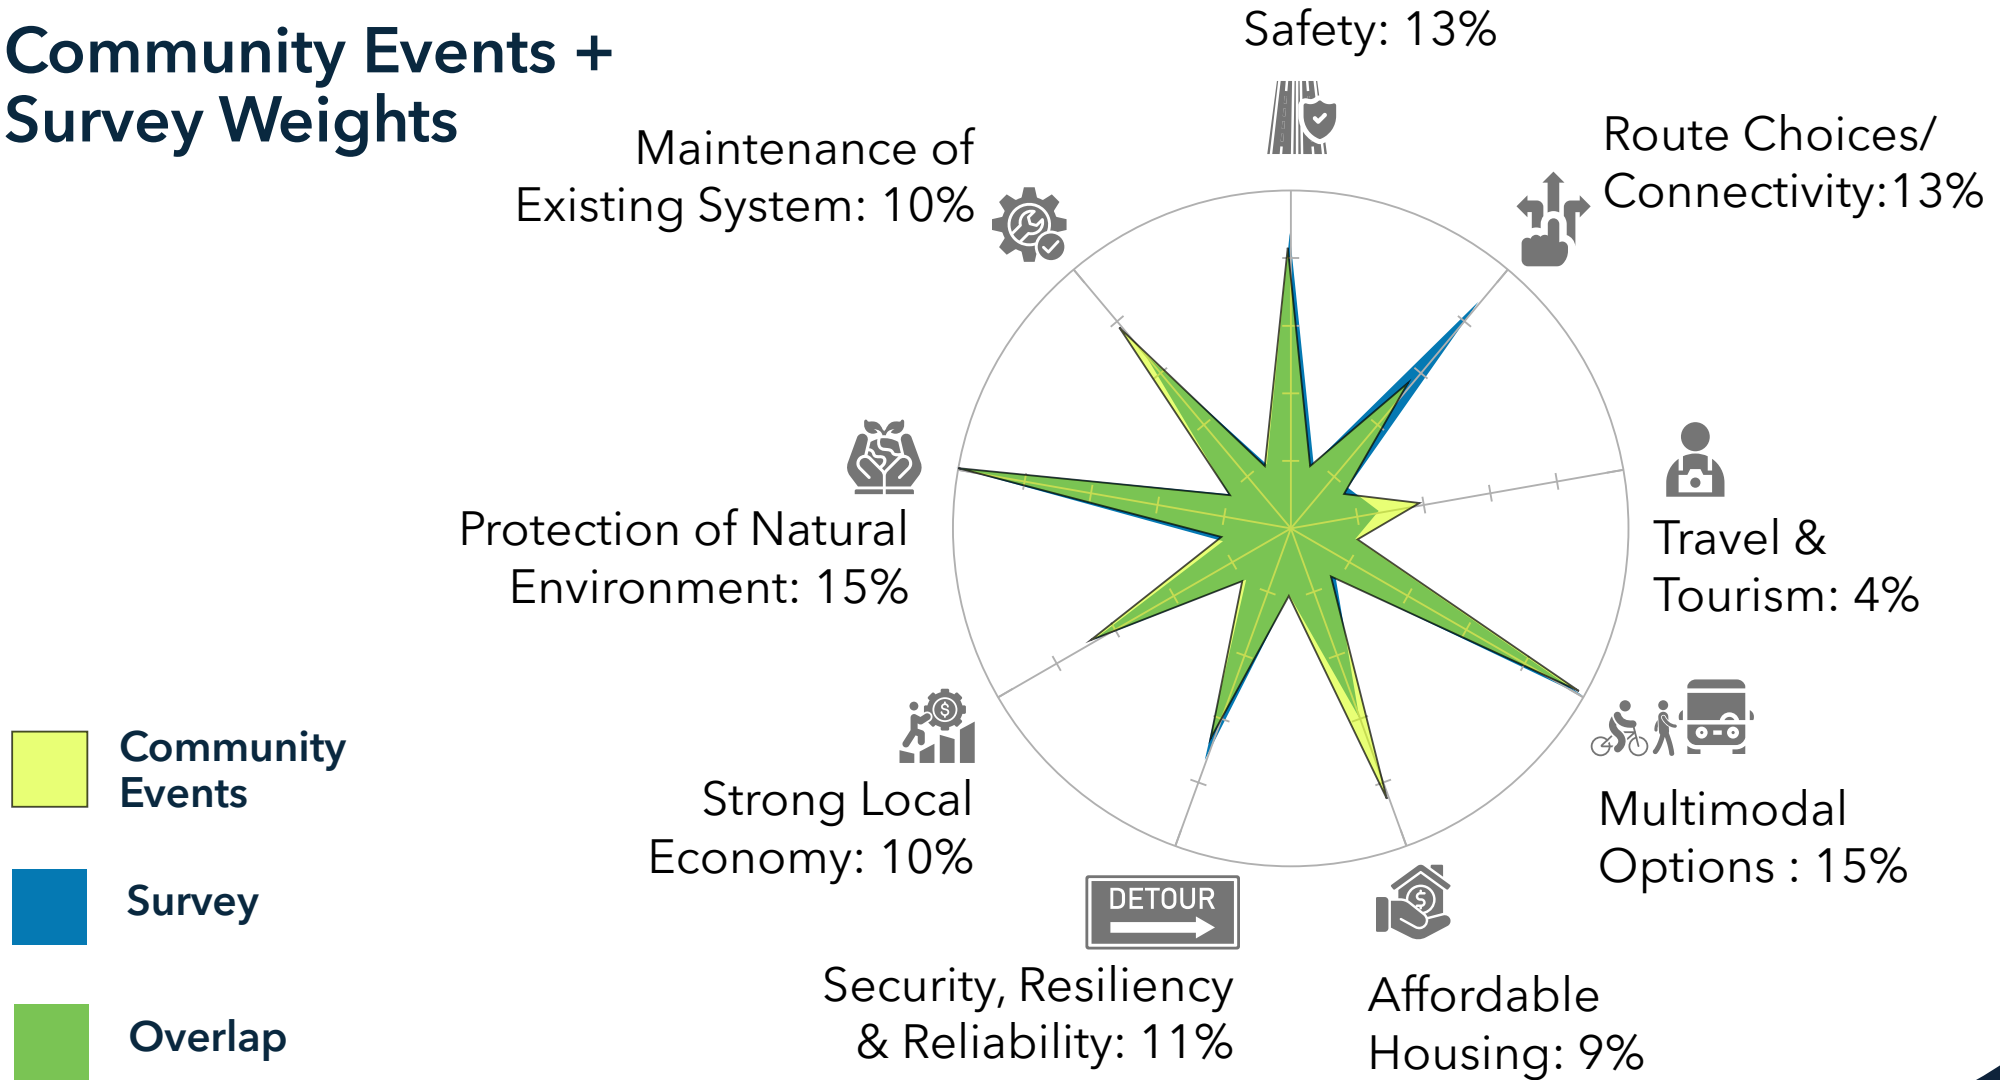 Community Events +
Survey Weights
Safety: 13%
Route Choices/
Connectivity:13%
Maintenance of
Existing System: 10%
Travel &
Tourism: 4%
Protection of Natural
Environment: 15%
Multimodal
Options : 15%
Strong Local
Economy: 10%
DETOUR
Security, Resiliency
& Reliability: 11%
Affordable
Housing: 9%
Community
Events
Survey
Overlap